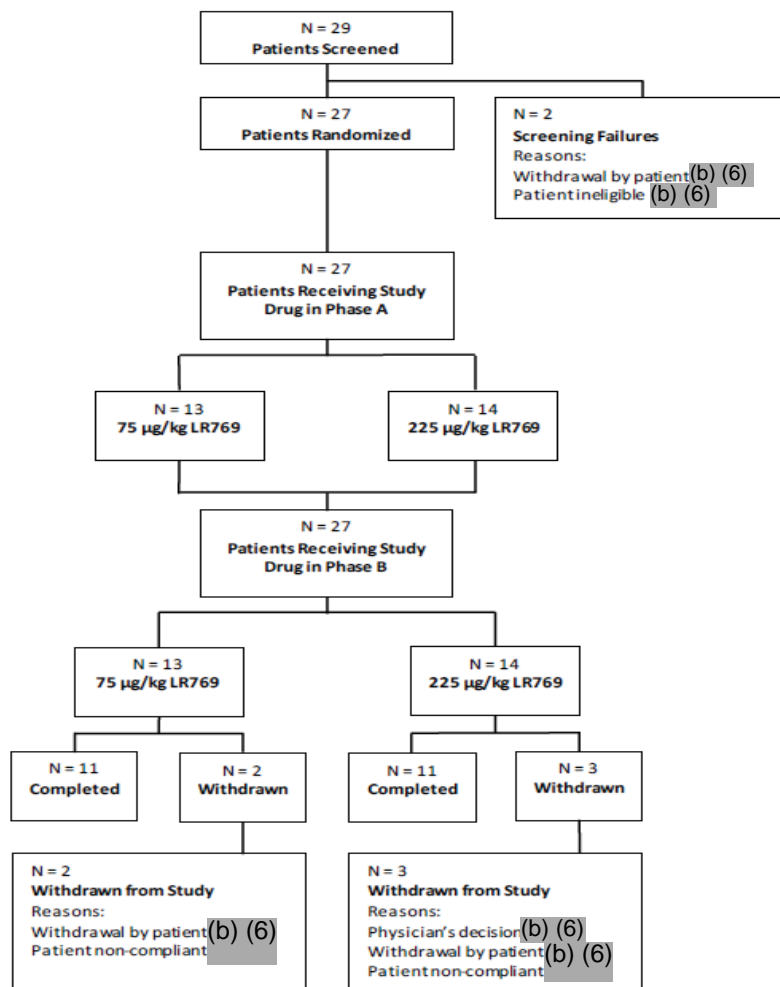 N = 29
Patients Screened
N = 27
Patients Randomized
N = 2
Screening Failures
Reasons:
Withdrawal by patient (b) (6)
Patient ineligible (b) (6)
N = 27
Patients Receiving Study
Drug in Phase A
N = 13
75 µg/kg LR769
N = 14
225 µg/kg LR769
N = 27
Patients Receiving Study
Drug in Phase B
N = 13
75 µg/kg LR769
N = 14
225 µg/kg LR769
N = 11
Completed
N = 2
Withdrawn
N = 11
Completed
N = 3
Withdrawn
N = 2
Withdrawn from Study
Reasons:
Withdrawal by patient (b) (6)
Patient non-compliant
N = 3
Withdrawn from Study
Reasons:
Physician's decision (b) (6)
Withdrawal by patient (b) (6)
Patient non-compliant